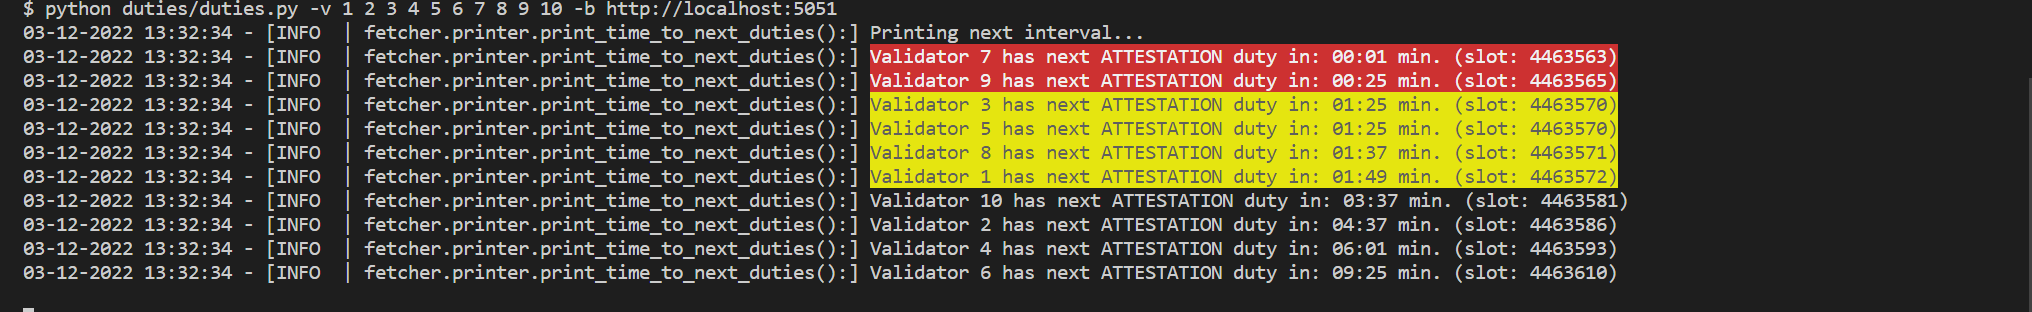 $ python duties/duties.py -v 1 2 3 4 5 6 7 8 9 10 -b http://localhost:5051
03-12-2022 13:32:34 - [INFO  | fetcher.printer.print_time_to_next_duties():] Printing next interval...
03-12-2022 13:32:34 - [INFO  | fetcher.printer.print_time_to_next_duties():] Validator 7 has next ATTESTATION duty in: 00:01 min. (slot: 4463563)
03-12-2022 13:32:34 - [INFO  | fetcher.printer.print_time_to_next_duties():] Validator 9 has next ATTESTATION duty in: 00:25 min. (slot: 4463565)
03-12-2022 13:32:34 - [INFO  | fetcher.printer.print_time_to_next_duties():] Validator 3 has next ATTESTATION duty in: 01:25 min. (slot: 4463570)
03-12-2022 13:32:34 - [INFO  | fetcher.printer.print_time_to_next_duties():] Validator 5 has next ATTESTATION duty in: 01:25 min. (slot: 4463570)
03-12-2022 13:32:34 - [INFO  | fetcher.printer.print_time_to_next_duties():] Validator 8 has next ATTESTATION duty in: 01:37 min. (slot: 4463571)
03-12-2022 13:32:34 - [INFO  | fetcher.printer.print_time_to_next_duties():] Validator 1 has next ATTESTATION duty in: 01:49 min. (slot: 4463572)
03-12-2022 13:32:34 - [INFO  | fetcher.printer.print_time_to_next_duties():] Validator 10 has next ATTESTATION duty in: 03:37 min. (slot: 4463581)
03-12-2022 13:32:34 - [INFO  | fetcher.printer.print_time_to_next_duties():] Validator 2 has next ATTESTATION duty in: 04:37 min. (slot: 4463586)
03-12-2022 13:32:34 - [INFO  | fetcher.printer.print_time_to_next_duties():] Validator 4 has next ATTESTATION duty in: 06:01 min. (slot: 4463593)
03-12-2022 13:32:34 - [INFO  | fetcher.printer.print_time_to_next_duties():] Validator 6 has next ATTESTATION duty in: 09:25 min. (slot: 4463610)